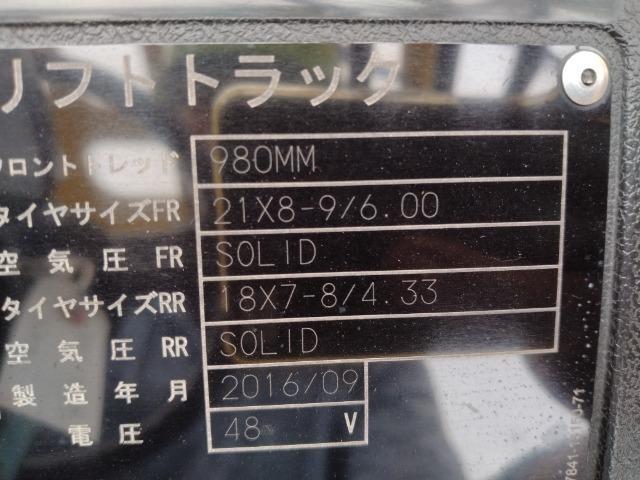 リフトトラック
フロントトレッド 980MM
タイヤサイズFR 21X8-9/6.00
空気圧 FR SOLID
タイヤサイズRR 18X7-8/4.33
空気圧 RR SOLID
製造年月 2016/09
電圧 48 V